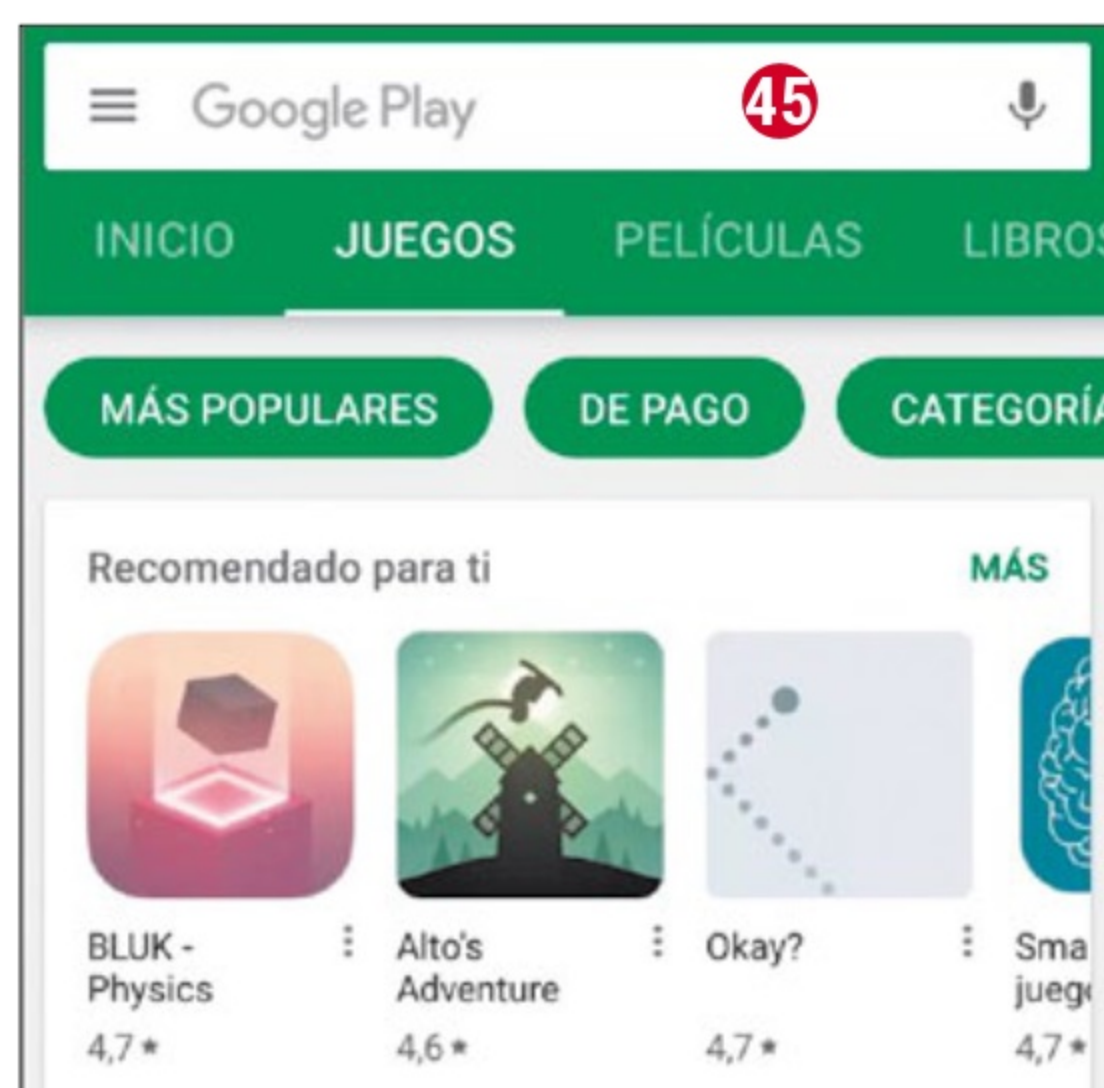 Google Play 45
INICIO JUEGOS PELÍCULAS LIBROS
MÁS POPULARES DE PAGO
Recomendado para ti MÁS
BLUK - Alto's Okay?
Physics Adventure
4,7★ 4,6★ 4,7★ 4,7★